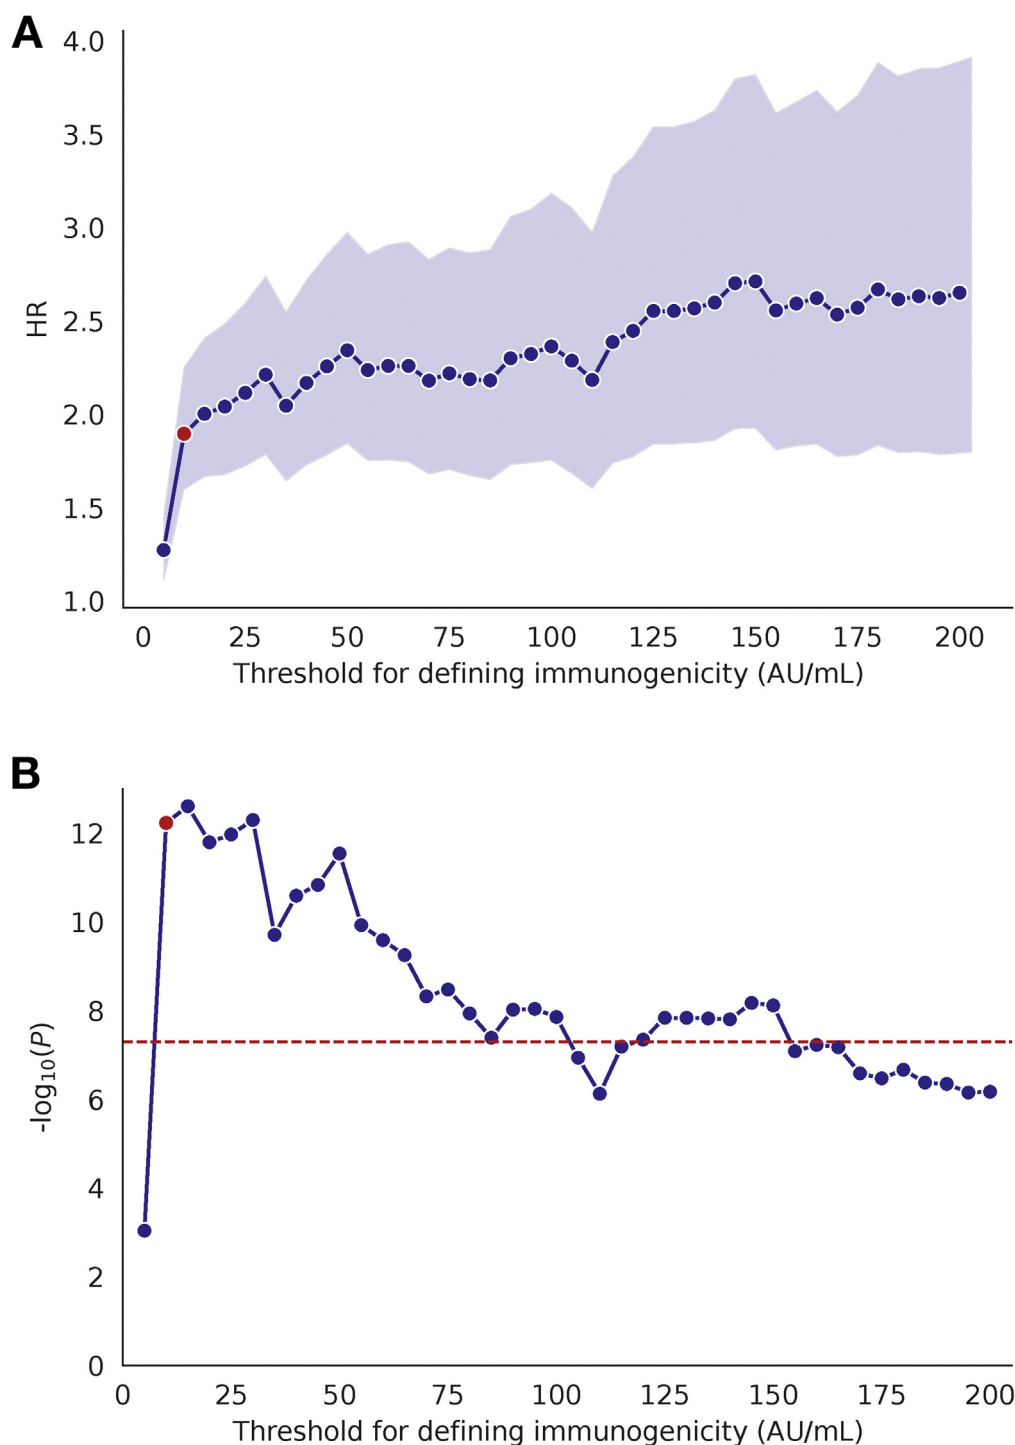 A
4.0
3.5
3.0
2.5
2.0
1.5
1.0
HR
0 25 50 75 100 125 150 175 200
Threshold for defining immunogenicity (AU/mL)
B
12
10
8
6
4
2
0
-log₁₀(P)
0 25 50 75 100 125 150 175 200
Threshold for defining immunogenicity (AU/mL)